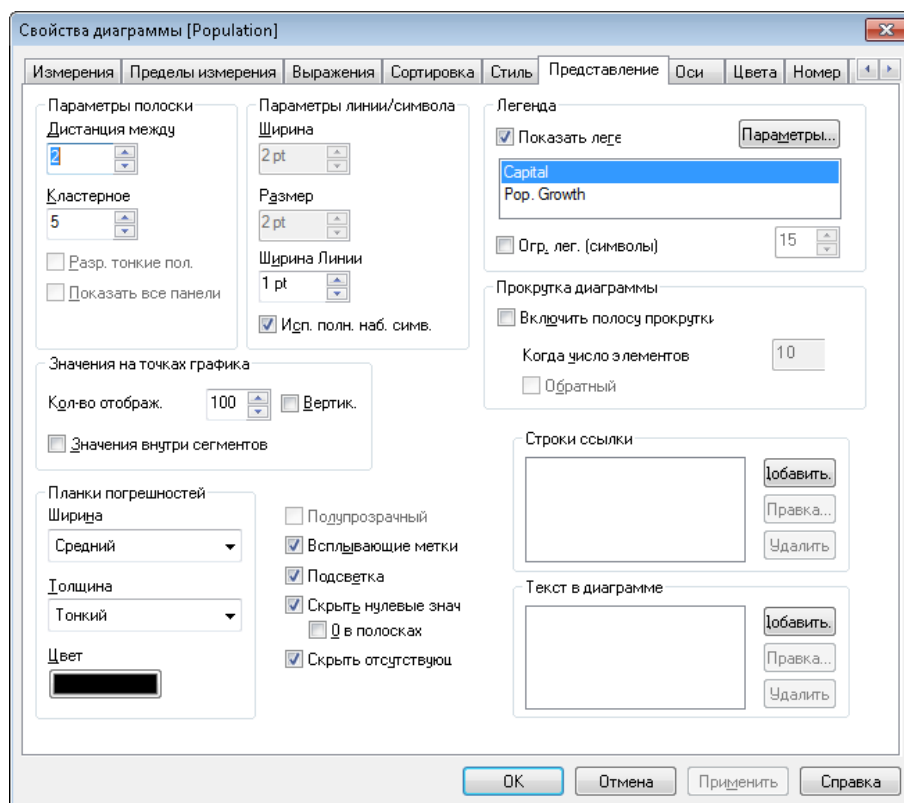 Свойства диаграммы [Population]
Измерения Пределы измерения Выражения Сортировка Стиль Представление Оси Цвета Номер
Параметры полоски
Дистанция между
2
Кластерное
5
Разр. тонкие пол.
Показать все панели
Параметры линии/символа
Ширина
2 pt
Размер
2 pt
Ширина Линии
1 pt
Исп. полн. наб. симв.
Легенда
Показать леге
Параметры...
Capital
Pop. Growth
Огр. лег. (символы) 15
Прокрутка диаграммы
Включить полосу прокрутки
Когда число элементов 10
Обратный
Значения на точках графика
Кол-во отображ. 100 Вертик.
Значения внутри сегментов
Планки погрешностей
Ширина
Средний
Толщина
Тонкий
Цвет
Полупрозрачный
Всплывающие метки
Подсветка
Скрыть нулевые знач
0 в полосках
Скрыть отсутствующ
Строки ссылки
Добавить.
Правка...
Удалить
Текст в диаграмме
Добавить.
Правка...
Удалить
OK Отмена Применить Справка